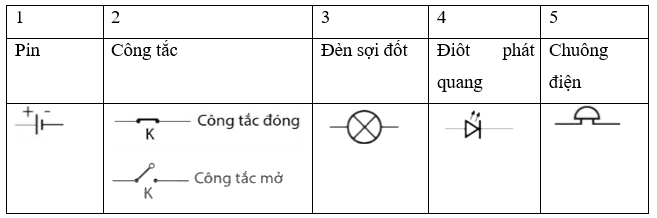 1 2 3 4 5
Pin Công tắc Đèn sợi đốt Điôt phát quang Chuông điện
+ -
Công tắc đóng
K
Công tắc mở
K